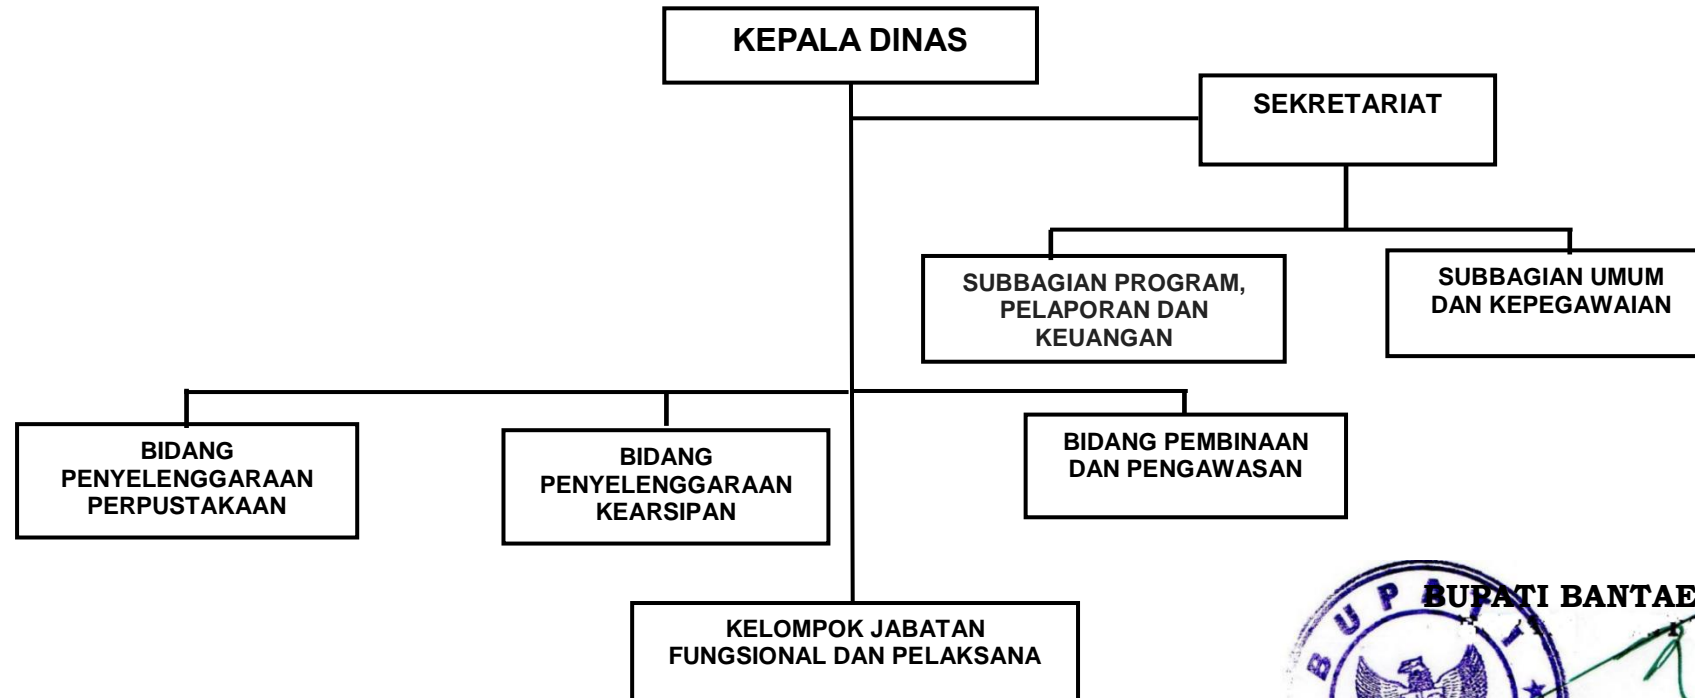 KEPALA DINAS
SEKRETARIAT
SUBBAGIAN PROGRAM,
PELAPORAN DAN
KEUANGAN
SUBBAGIAN UMUM
DAN KEPEGAWAIAN
BIDANG
PENYELENGGARAAN
PERPUSTAKAAN
BIDANG
PENYELENGGARAAN
KEARSIPAN
BIDANG PEMBINAAN
DAN PENGAWASAN
KELOMPOK JABATAN
FUNGSIONAL DAN PELAKSANA
BUPATI BANTAE
BUPATI